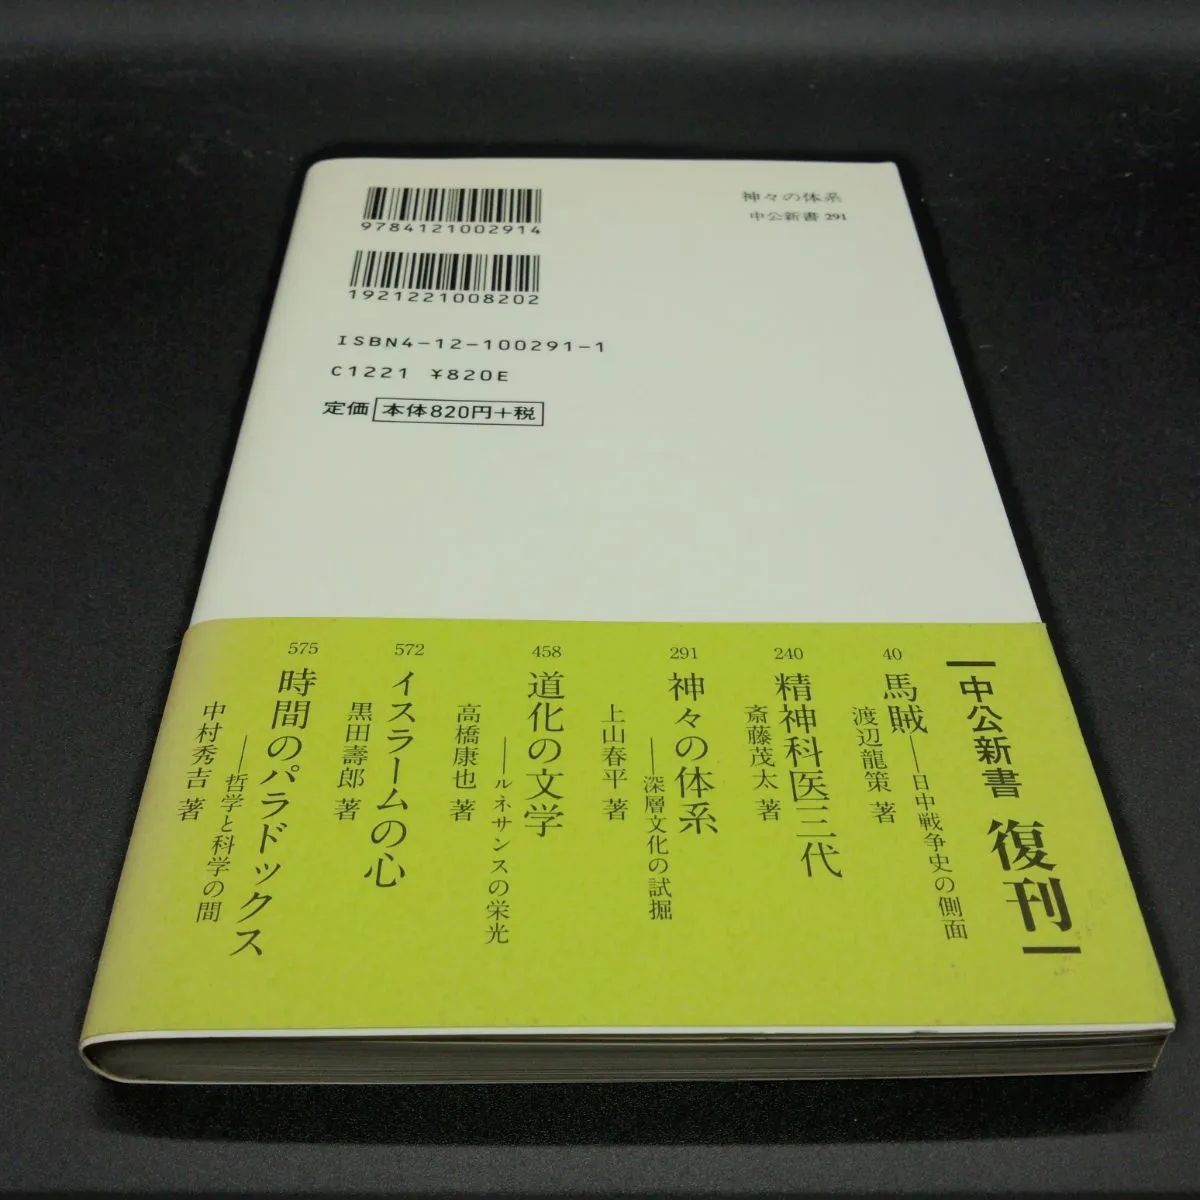 9784121002914
1921221008202
ISBN4-12-100291-1
C1221 ¥820E
定価 本体820円+税
神々の体系
中公新書 291
中公新書 復刊
40
馬賊――日中戦争史の側面
渡辺龍策 著
240
精神科医三代
斎藤茂太 著
291
神々の体系
――深層文化の試掘
上山春平 著
458
道化の文学
――ルネサンスの栄光
高橋康也 著
572
イスラームの心
黒田壽郎 著
575
時間のパラドックス
――哲学と科学の間
中村秀吉 著